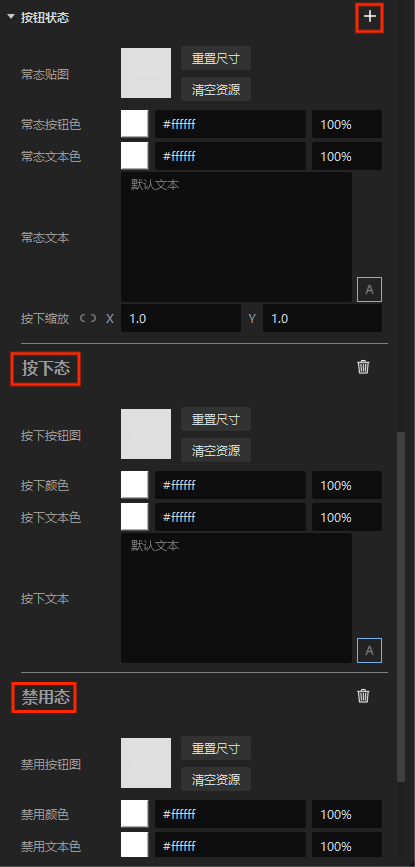 按钮状态
常态贴图
重置尺寸
清空资源
常态按钮色 #ffffff 100%
常态文本色 #ffffff 100%
默认文本
常态文本
A
按下缩放 X 1.0 Y 1.0
按下态
按下按钮图
重置尺寸
清空资源
按下颜色 #ffffff 100%
按下文本色 #ffffff 100%
默认文本
按下文本
A
禁用态
禁用按钮图
重置尺寸
清空资源
禁用颜色 #ffffff 100%
禁用文本色 #ffffff 100%